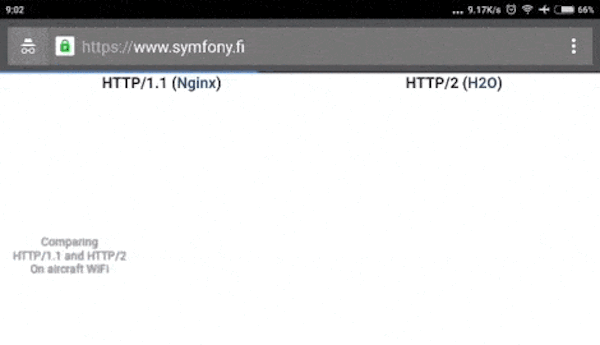 9:02 ... 9.17K/s 66%
https://www.symfony.fi
HTTP/1.1 (Nginx) HTTP/2 (H2O)
Comparing
HTTP/1.1 and HTTP/2
On aircraft WiFi